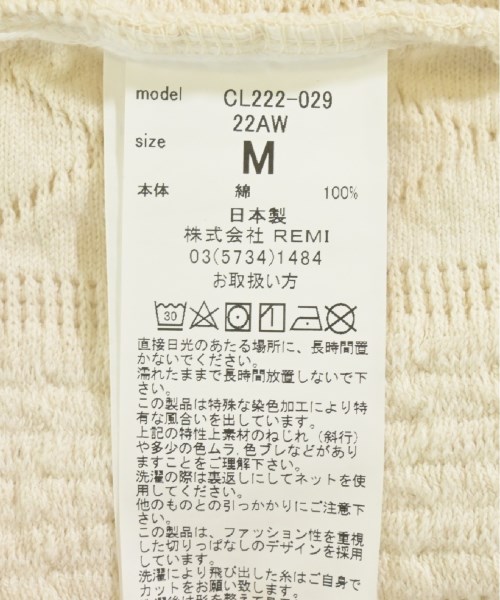 model CL222-029
22AW
size M
本体 綿 100%
日本製
株式会社 REMI
03(5734)1484
お取扱い方
30
直接日光のあたる場所に、長時間置
かないでください。
濡れたままで長時間放置しないで下
さい。
この製品は特殊な染色加工により特
有な風合いを出しています。
上記の特性上素材のねじれ（斜行）
や多少の色ムラ,色ブレなどがあり
ますことをご理解下さい。
洗濯の際は裏返しにしてネットを使
用してください。
他のものとの引っかかりにご注意下
さい。
この製品は、ファッション性を重視
した切りっぱなしのデザインを採用
しています。
洗濯により飛び出した糸はご自身で
カットをお願い致します。